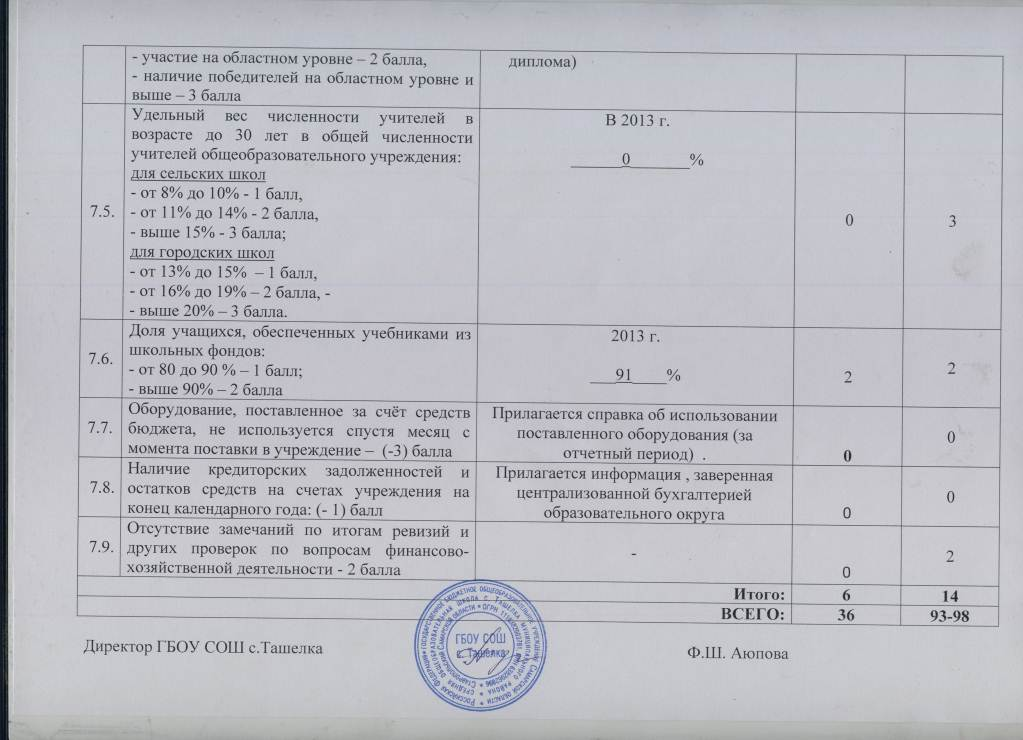 - участие на областном уровне – 2 балла,
- наличие победителей на областном уровне и
выше – 3 балла
диплома)
7.5.
Удельный вес численности учителей в
возрасте до 30 лет в общей численности
учителей общеобразовательного учреждения:
для сельских школ
- от 8% до 10% - 1 балл,
- от 11% до 14% - 2 балла,
- выше 15% - 3 балла;
для городских школ
- от 13% до 15% – 1 балл,
- от 16% до 19% – 2 балла, -
- выше 20% – 3 балла.
В 2013 г.
______0_______%
0
3
7.6.
Доля учащихся, обеспеченных учебниками из
школьных фондов:
- от 80 до 90 % – 1 балл;
- выше 90% – 2 балла
2013 г.
___91____%
2
2
7.7.
Оборудование, поставленное за счёт средств
бюджета, не используется спустя месяц с
момента поставки в учреждение – (-3) балла
Прилагается справка об использовании
поставленного оборудования (за
отчетный период) .
0
0
7.8.
Наличие кредиторских задолженностей и
остатков средств на счетах учреждения на
конец календарного года: (- 1) балл
Прилагается информация , заверенная
централизованной бухгалтерией
образовательного округа
0
0
7.9.
Отсутствие замечаний по итогам ревизий и
других проверок по вопросам финансово-
хозяйственной деятельности - 2 балла
-
0
2
Итого: 6 14
ВСЕГО: 36 93-98
Директор ГБОУ СОШ с.Ташелка
ГБОУ СОШ
с. Ташелка
Ф.Ш. Аюпова